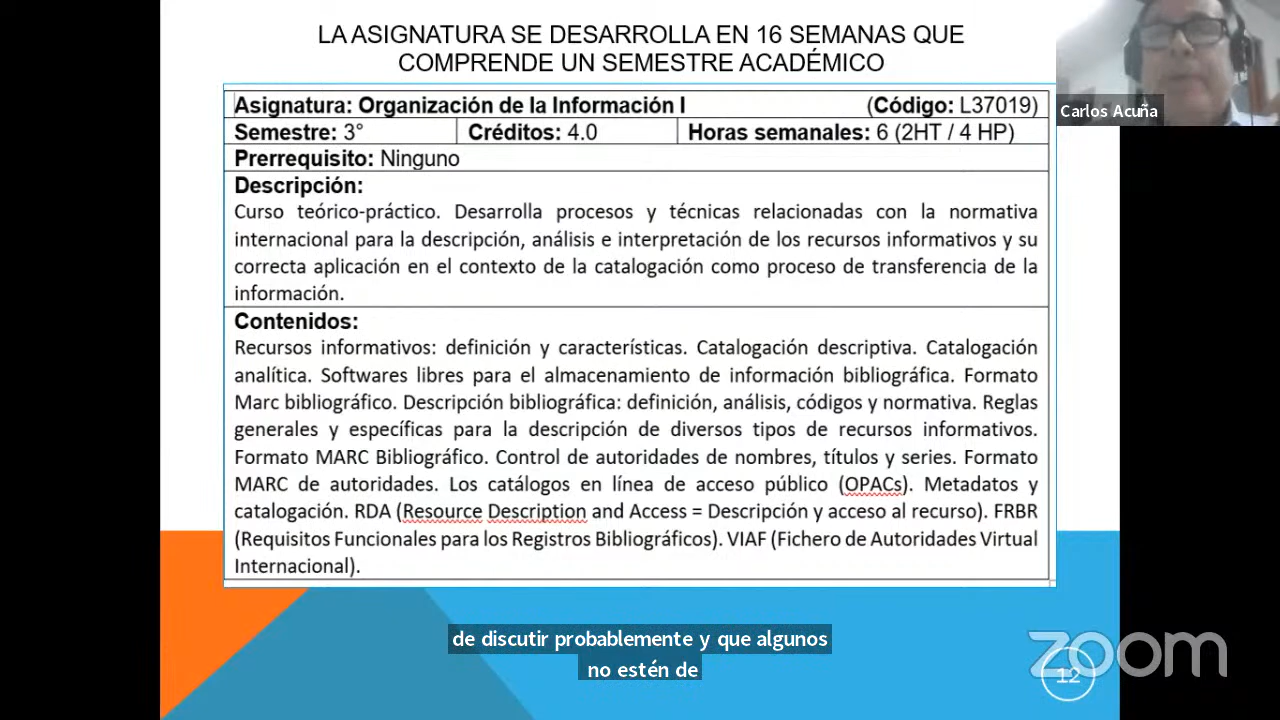 LA ASIGNATURA SE DESARROLLA EN 16 SEMANAS QUE
COMPRENDE UN SEMESTRE ACADÉMICO
Carlos Acuña
Asignatura: Organización de la Información I (Código: L37019)
Semestre: 3° Créditos: 4.0 Horas semanales: 6 (2HT / 4 HP)
Prerrequisito: Ninguno
Descripción:
Curso teórico-práctico. Desarrolla procesos y técnicas relacionadas con la normativa
internacional para la descripción, análisis e interpretación de los recursos informativos y su
correcta aplicación en el contexto de la catalogación como proceso de transferencia de la
información.
Contenidos:
Recursos informativos: definición y características. Catalogación descriptiva. Catalogación
analítica. Softwares libres para el almacenamiento de información bibliográfica. Formato
Marc bibliográfico. Descripción bibliográfica: definición, análisis, códigos y normativa. Reglas
generales y específicas para la descripción de diversos tipos de recursos informativos.
Formato MARC Bibliográfico. Control de autoridades de nombres, títulos y series. Formato
MARC de autoridades. Los catálogos en línea de acceso público (OPACs). Metadatos y
catalogación. RDA (Resource Description and Access = Descripción y acceso al recurso). FRBR
(Requisitos Funcionales para los Registros Bibliográficos). VIAF (Fichero de Autoridades Virtual
Internacional).
de discutir probablemente y que algunos
no estén de
zoom
12